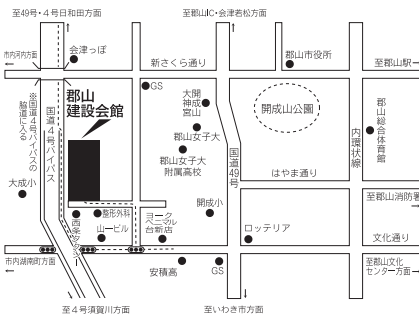 至49号・4号日和田方面
至郡山IC・会津若松方面
市内河内方面
会津っぽ
新さくら通り
郡山市役所
至郡山駅
GS
郡山
建設会館
大開
神成
宮山
開成山公園
郡山総合体育館
※国道4号バイパスの
脇道に入る
国道4号バイパス
郡山女子大
郡山女子大
附属高校
国道49号
内環状線
はやま通り
大成小
至郡山消防署
西条タクシー
整形外科
山一ビル
ヨーク
ベニマル
台新店
開成小
ロッテリア
文化通り
市内湖南町方面
安積高
GS
至郡山文化
センター方面
至4号須賀川方面
至いわき市方面